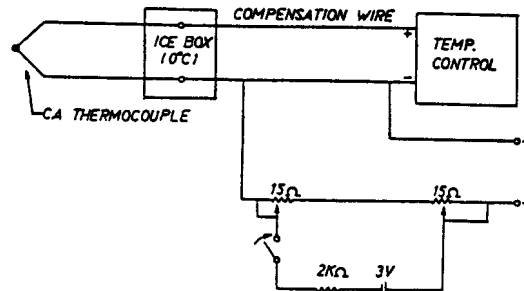 COMPENSATION WIRE
ICE BOX
(0°C)
+
-
TEMP.
CONTROL
CA THERMOCOUPLE
15Ω
15Ω
2KΩ
3V